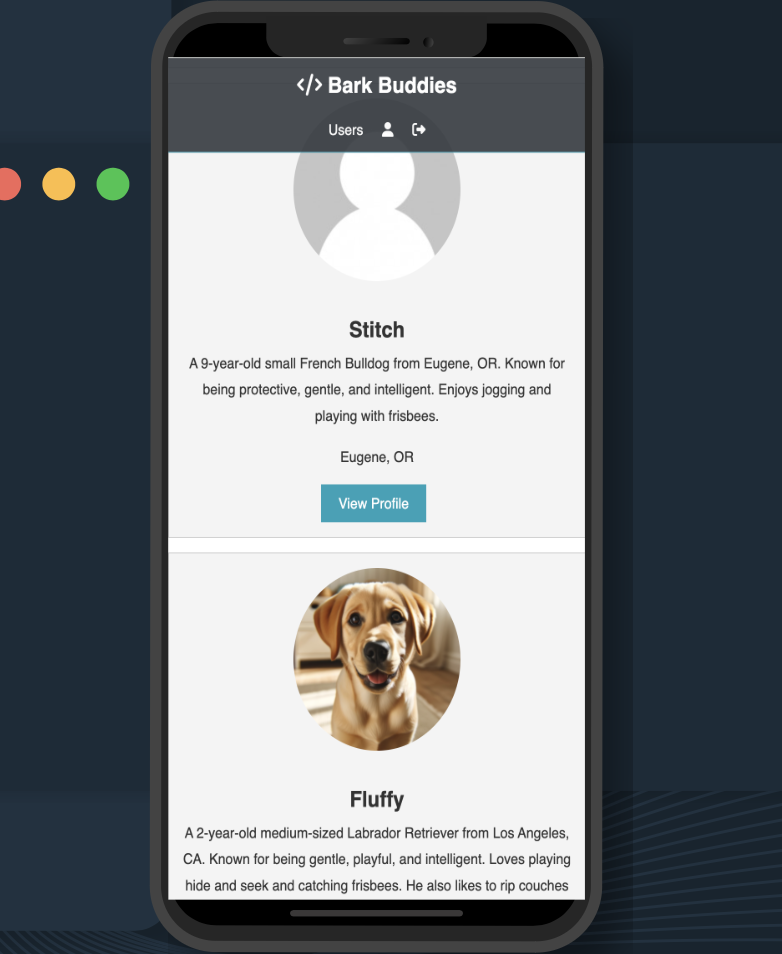 </> Bark Buddies
Users
Stitch
A 9-year-old small French Bulldog from Eugene, OR. Known for
being protective, gentle, and intelligent. Enjoys jogging and
playing with frisbees.
Eugene, OR
View Profile
Fluffy
A 2-year-old medium-sized Labrador Retriever from Los Angeles,
CA. Known for being gentle, playful, and intelligent. Loves playing
hide and seek and catching frisbees. He also likes to rip couches